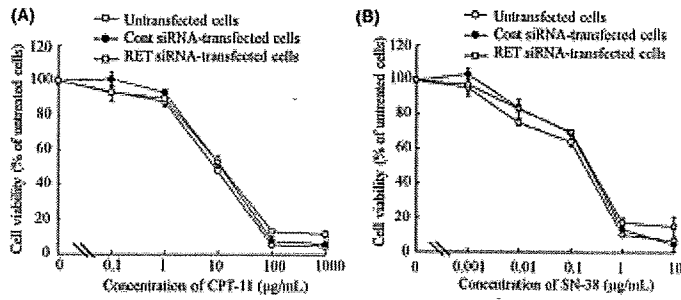 (A)
Untransfected cells
Cont siRNA-transfected cells
RET siRNA-transfected cells
Cell viability (% of untreated cells)
120
100
80
60
40
20
0
0 0,1 1 10 100 1000
Concentration of CPT-11 (µg/mL)
(B)
Untransfected cells
Cont siRNA-transfected cells
RET siRNA-transfected cells
Cell viability (% of untreated cells)
120
100
80
60
40
20
0
0 0,001 0,01 0,1 1 10
Concentration of SN-38 (µg/mL)